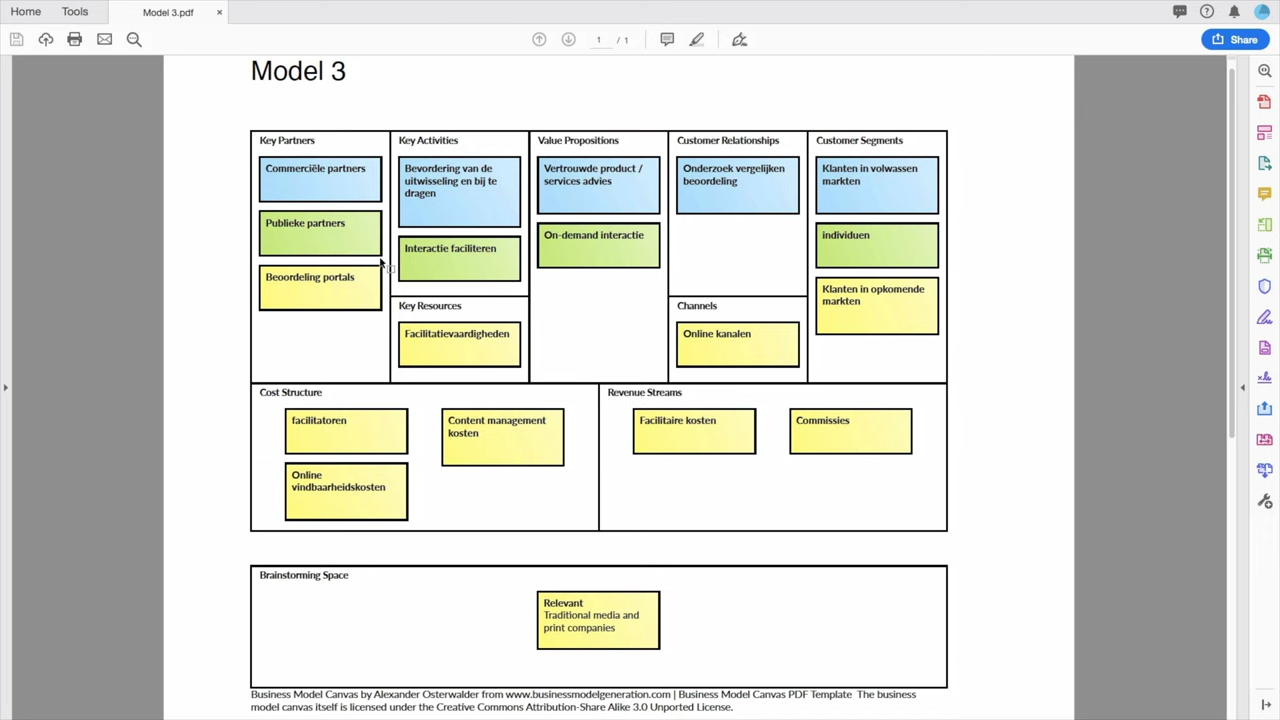 Home
Tools
Model 3.pdf
×
1
/ 1
Share
Model 3
Key Partners
Commerciële partners
Publieke partners
Beoordeling portals
Key Activities
Bevordering van de
uitwisseling en bij te
dragen
Interactie faciliteren
Key Resources
Facilitatievaardigheden
Value Propositions
Vertrouwde product /
services advies
On-demand interactie
Customer Relationships
Onderzoek vergelijken
beoordeling
Channels
Online kanalen
Customer Segments
Klanten in volwassen
markten
individuen
Klanten in opkomende
markten
Cost Structure
facilitatoren
Online
vindbaarheidskosten
Content management
kosten
Revenue Streams
Facilitaire kosten
Commissies
Brainstorming Space
Relevant
Traditional media and
print companies
Business Model Canvas by Alexander Osterwalder from www.businessmodelgeneration.com | Business Model Canvas PDF Template The business
model canvas itself is licensed under the Creative Commons Attribution-Share Alike 3.0 Unported License.